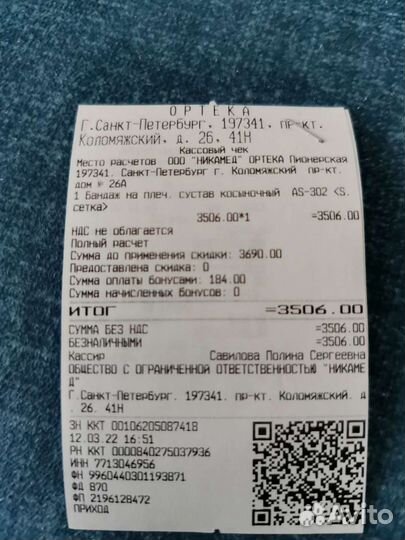 ОРТЕКА
Г.Санкт-Петербург, 197341, пр-кт.
Коломяжский, д. 26, 41Н
Кассовый чек
Место расчетов ООО "НИКАМЕД" ОРТЕКА Пионерская
197341, Санкт-Петербург г, Коломяжский пр-кт,
дом № 26А
1 Бандаж на плеч. сустав косыночный AS-302 <S.
сетка>
3506.00*1 =3506.00
НДС не облагается
Полный расчет
Сумма до применения скидки: 3690.00
Предоставлена скидка: 0
Сумма оплаты бонусами: 184.00
Сумма начисленных бонусов: 0
ИТОГ =3506.00
СУММА БЕЗ НДС =3506.00
БЕЗНАЛИЧНЫМИ =3506.00
Кассир Савилова Полина Сергеевна
ОБЩЕСТВО С ОГРАНИЧЕННОЙ ОТВЕТСТВЕННОСТЬЮ "НИКАМЕ
Д"
Г.Санкт-Петербург, 197341, пр-кт. Коломяжский, д
. 26, 41Н
ЗН ККТ 00106205087418
12.03.22 16:51
РН ККТ 0000840275037936
ИНН 7713046956
ФН 9960440301193871
ФД 870
ФП 2196128472
ПРИХОД
Avito